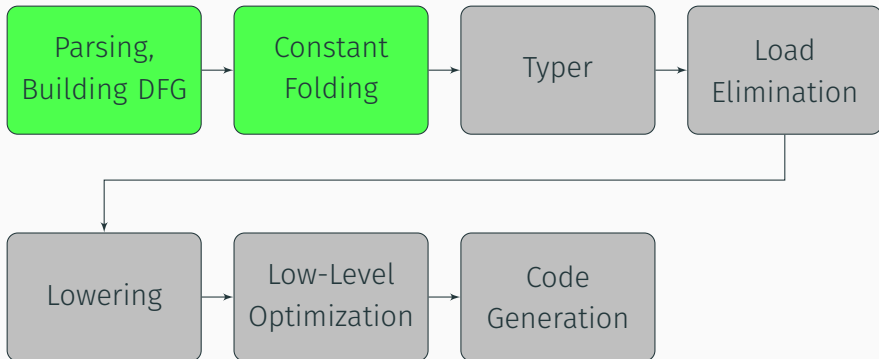 Parsing,
Building DFG
Constant
Folding
Typer
Load
Elimination
Lowering
Low-Level
Optimization
Code
Generation